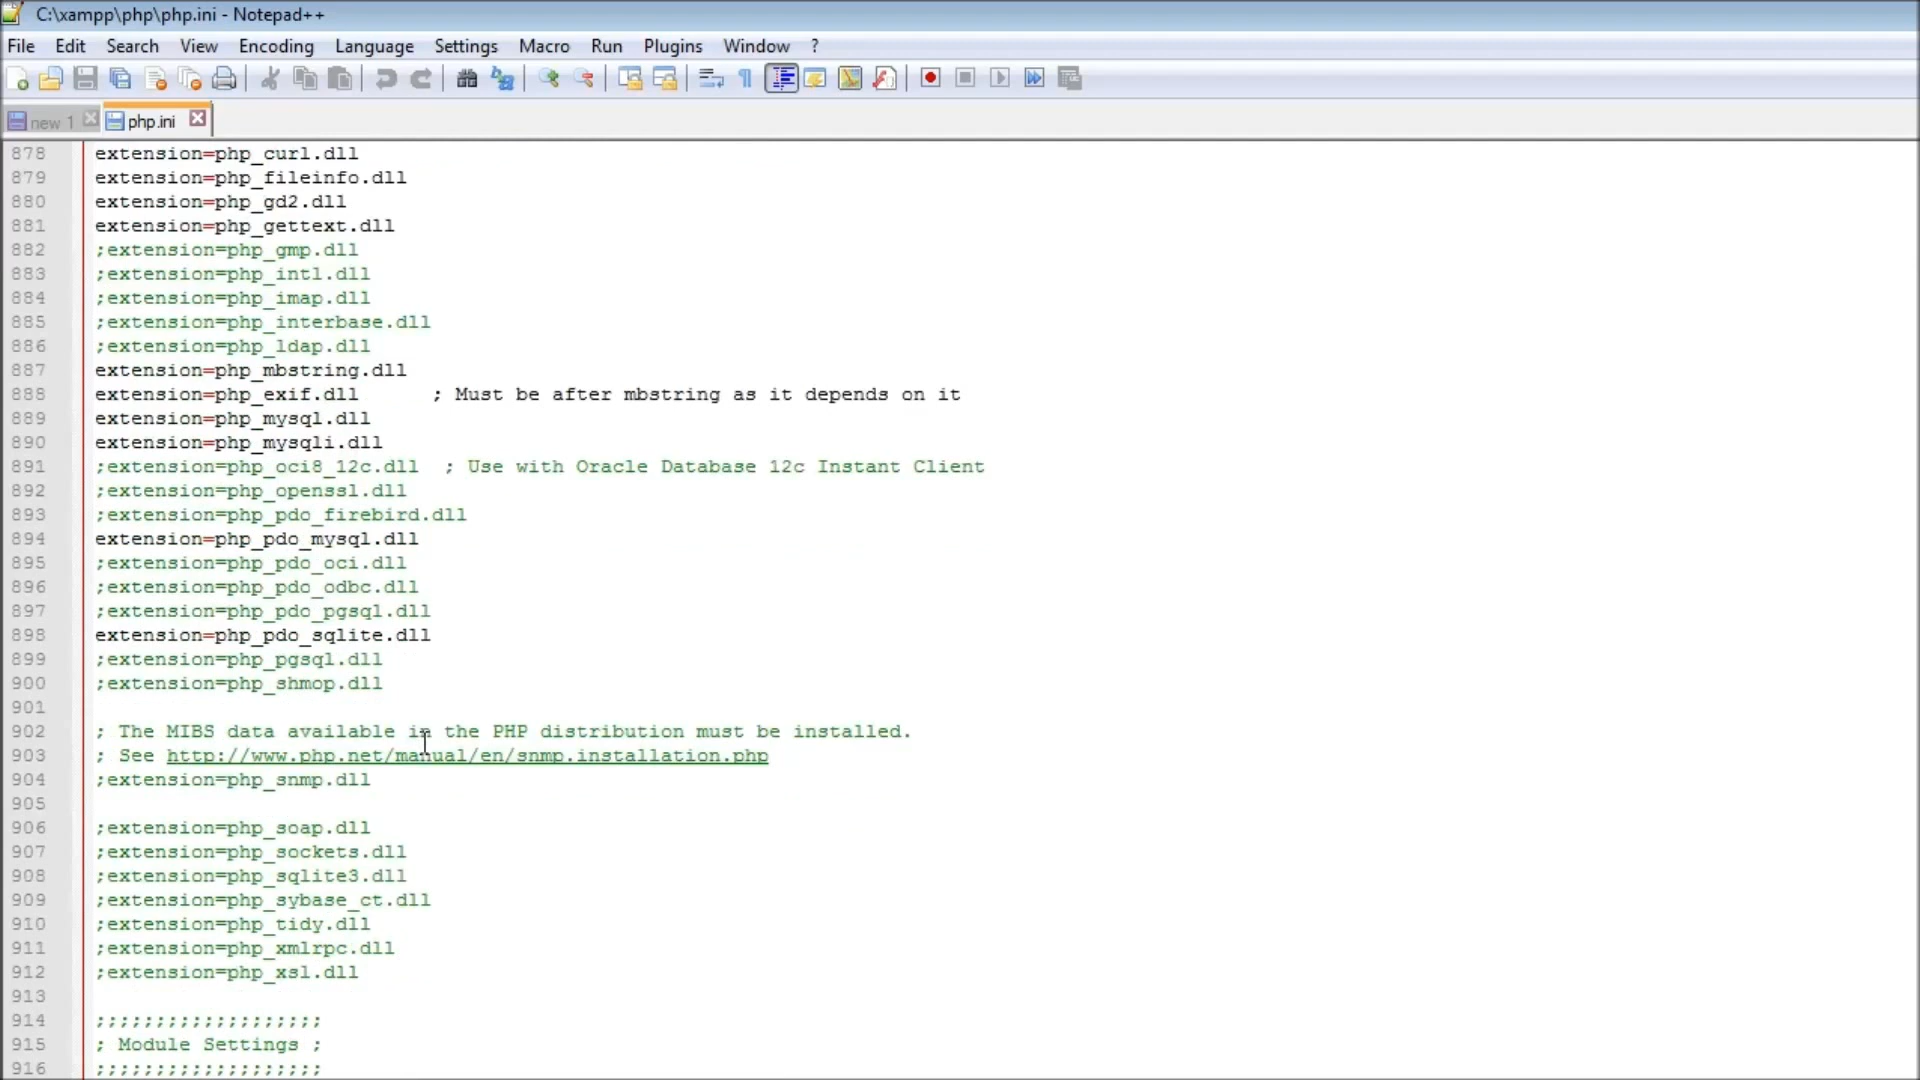 C:\xampp\php\php.ini - Notepad++
File Edit Search View Encoding Language Settings Macro Run Plugins Window ?
new 1 php.ini
878 extension=php_curl.dll
879 extension=php_fileinfo.dll
880 extension=php_gd2.dll
881 extension=php_gettext.dll
882 ;extension=php_gmp.dll
883 ;extension=php_intl.dll
884 ;extension=php_imap.dll
885 ;extension=php_interbase.dll
886 ;extension=php_ldap.dll
887 extension=php_mbstring.dll
888 extension=php_exif.dll ; Must be after mbstring as it depends on it
889 extension=php_mysql.dll
890 extension=php_mysqli.dll
891 ;extension=php_oci8_12c.dll ; Use with Oracle Database 12c Instant Client
892 ;extension=php_openssl.dll
893 ;extension=php_pdo_firebird.dll
894 extension=php_pdo_mysql.dll
895 ;extension=php_pdo_oci.dll
896 ;extension=php_pdo_odbc.dll
897 ;extension=php_pdo_pgsql.dll
898 extension=php_pdo_sqlite.dll
899 ;extension=php_pgsql.dll
900 ;extension=php_shmop.dll
901
902 ; The MIBS data available in the PHP distribution must be installed.
903 ; See http://www.php.net/manual/en/snmp.installation.php
904 ;extension=php_snmp.dll
905
906 ;extension=php_soap.dll
907 ;extension=php_sockets.dll
908 ;extension=php_sqlite3.dll
909 ;extension=php_sybase_ct.dll
910 ;extension=php_tidy.dll
911 ;extension=php_xmlrpc.dll
912 ;extension=php_xsl.dll
913
914 ;;;;;;;;;;;;;;;;;;;
915 ; Module Settings ;
916 ;;;;;;;;;;;;;;;;;;;